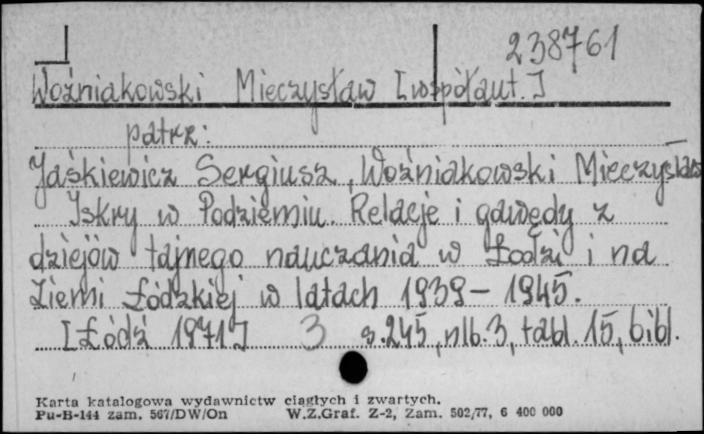 238761
Woźniakowski Mieczysław [współaut.]
patrz:
Jaśkiewicz Sergiusz, Woźniakowski Mieczysław
Iskry w Podziemiu. Relacje i gawędy z
dziejów tajnego nauczania w Łodzi i na
Ziemi Łódzkiej w latach 1939-1945.
[Łódź 1971] 3 s. 245, nlb. 3, tabl. 15, bibl.
Karta katalogowa wydawnictw ciągłych i zwartych.
Pu-B-144 zam. 567/DW/On W.Z.Graf. Z-2, Zam. 502/77, 6 400 000